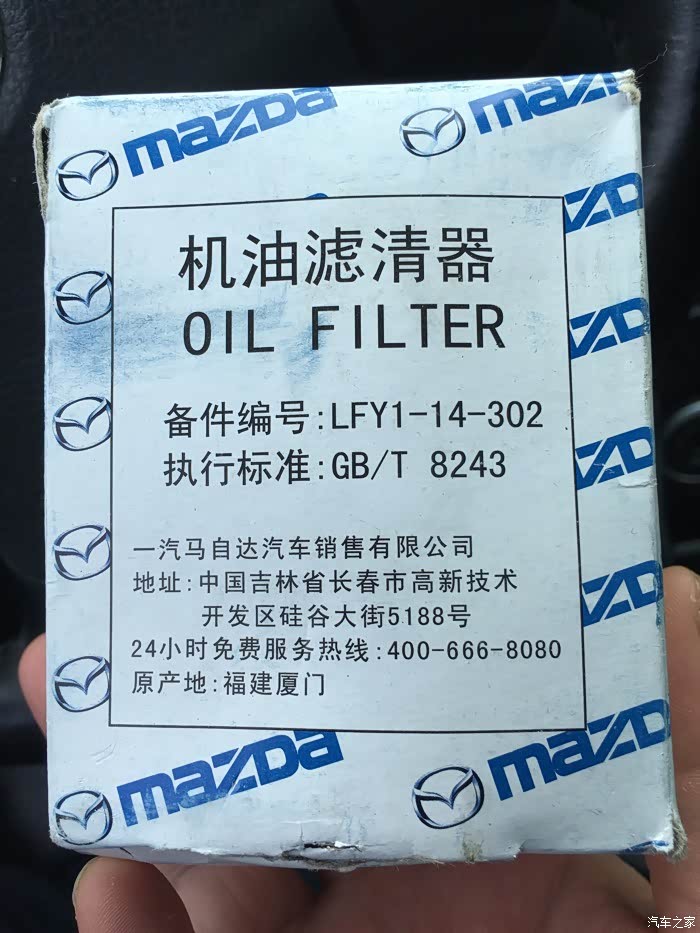 mazda
mazda
机油滤清器
OIL FILTER
备件编号:LFY1-14-302
执行标准:GB/T 8243
一汽马自达汽车销售有限公司
地址:中国吉林省长春市高新技术
开发区硅谷大街5188号
24小时免费服务热线:400-666-8080
原产地:福建厦门
mazda
mazda
汽车之家